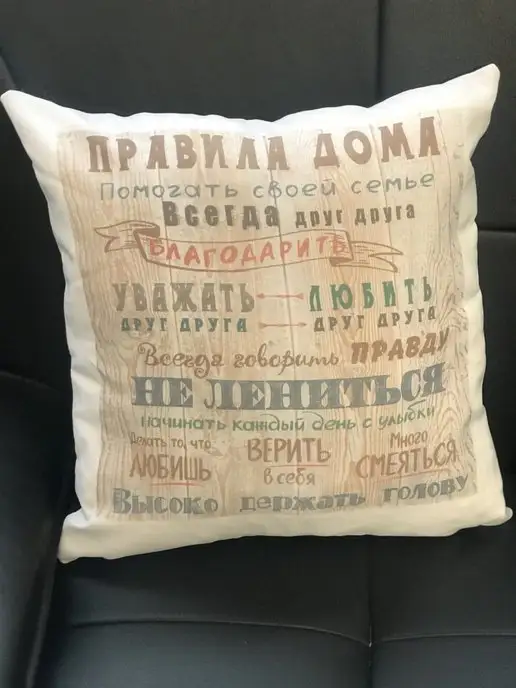 ПРАВИЛА ДОМА
Помогать своей семье
Всегда друг друга
БЛАГОДАРИТЬ
УВАЖАТЬ ЛЮБИТЬ
ДРУГ ДРУГА ДРУГ ДРУГА
Всегда говорить ПРАВДУ
НЕ ЛЕНИТЬСЯ
начинать каждый день с улыбки
Делать то, что ВЕРИТЬ Много
ЛЮБИШЬ в себя СМЕЯТЬСЯ
Высоко держать голову